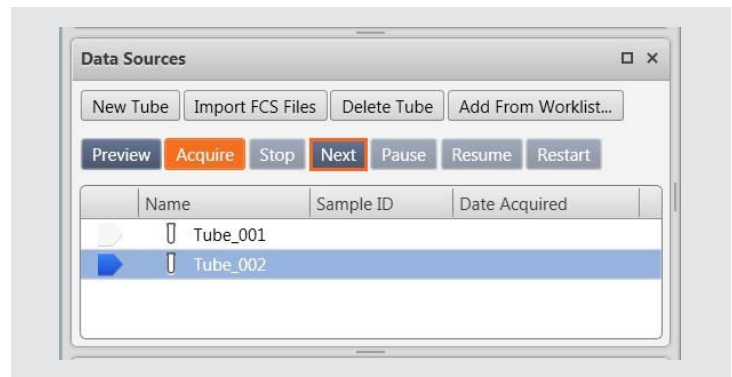 Data Sources
New Tube Import FCS Files Delete Tube Add From Worklist...
Preview Acquire Stop Next Pause Resume Restart
Name Sample ID Date Acquired
Tube_001
Tube_002